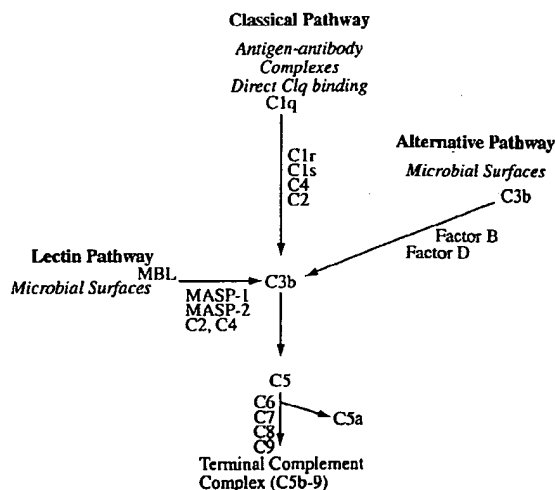 Classical Pathway
Antigen-antibody
Complexes
Direct Clq binding
C1q
C1r
C1s
C4
C2
Alternative Pathway
Microbial Surfaces
C3b
Factor B
Factor D
Lectin Pathway
MBL
Microbial Surfaces
MASP-1
MASP-2
C2, C4
C3b
C5
C6
C7
C8
C9
C5a
Terminal Complement
Complex (C5b-9)